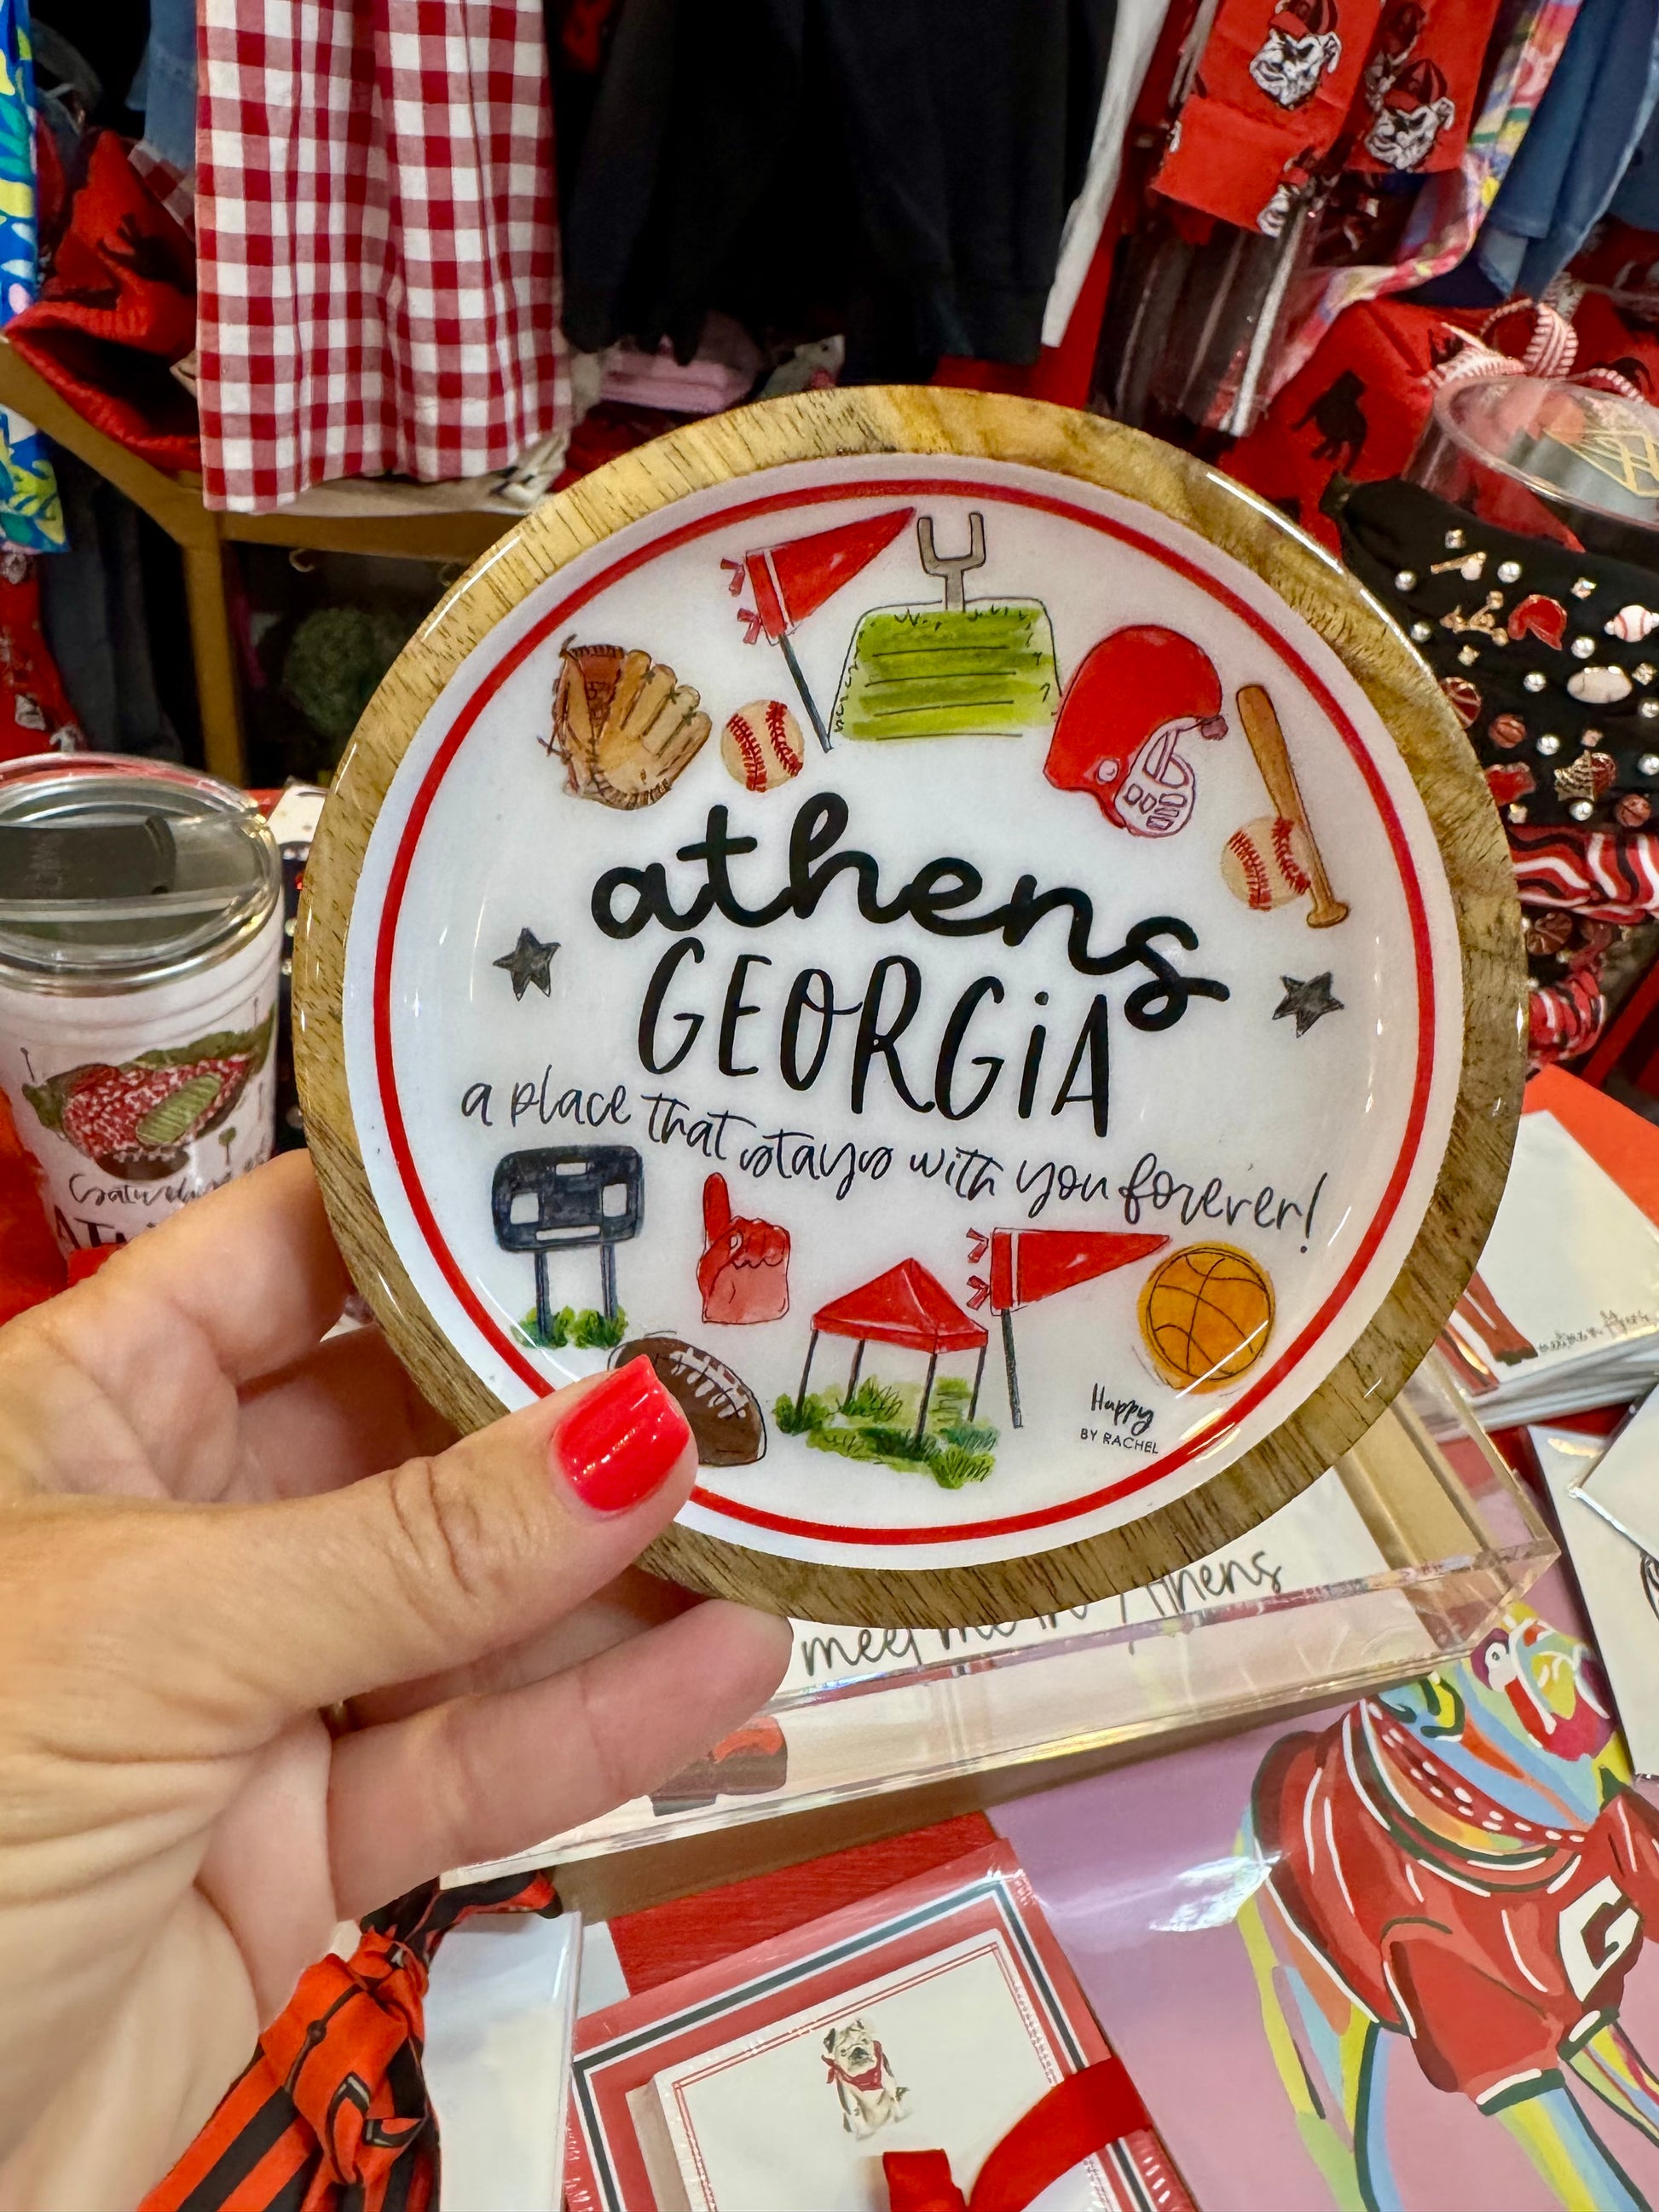 athens
GEORGiA
a place that stays with you forever!
Happy
BY RACHEL
meet me in Athens
G